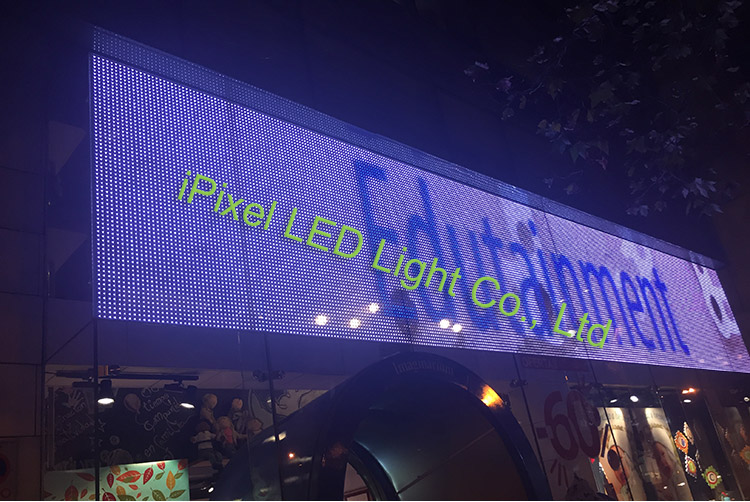 Edutainment
iPixel LED Light Co., Ltd
-60